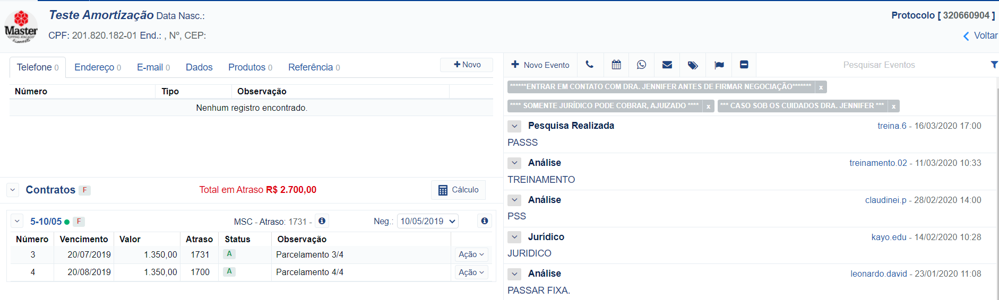 Master
Teste Amortização Data Nasc.:
CPF: 201.820.182-01 End.: , Nº, CEP:
Protocolo [ 320660904 ]
Voltar
Telefone 0 Endereço 0 E-mail 0 Dados Produtos 0 Referência 0
Novo
Número Tipo Observação
Nenhum registro encontrado.
Contratos F Total em Atraso R$ 2.700,00 Cálculo
5-10/05 F MSC - Atraso: 1731 - Neg.: 10/05/2019
Número Vencimento Valor Atraso Status Observação
3 20/07/2019 1.350,00 1731 A Parcelamento 3/4 Ação
4 20/08/2019 1.350,00 1700 A Parcelamento 4/4 Ação
Novo Evento Pesquisar Eventos
******ENTRAR EM CONTATO COM DRA. JENNIFER ANTES DE FIRMAR NEGOCIAÇÃO******* x
**** SOMENTE JURÍDICO PODE COBRAR, AJUIZADO **** x *** CASO SOB OS CUIDADOS DRA. JENNIFER *** x
Pesquisa Realizada treina.6 - 16/03/2020 17:00
PASSS
Análise treinamento.02 - 11/03/2020 10:33
TREINAMENTO
Análise claudinei.p - 28/02/2020 14:00
PSS
Jurídico kayo.edu - 14/02/2020 10:28
JURIDICO
Análise leonardo.david - 23/01/2020 11:08
PASSAR FIXA.